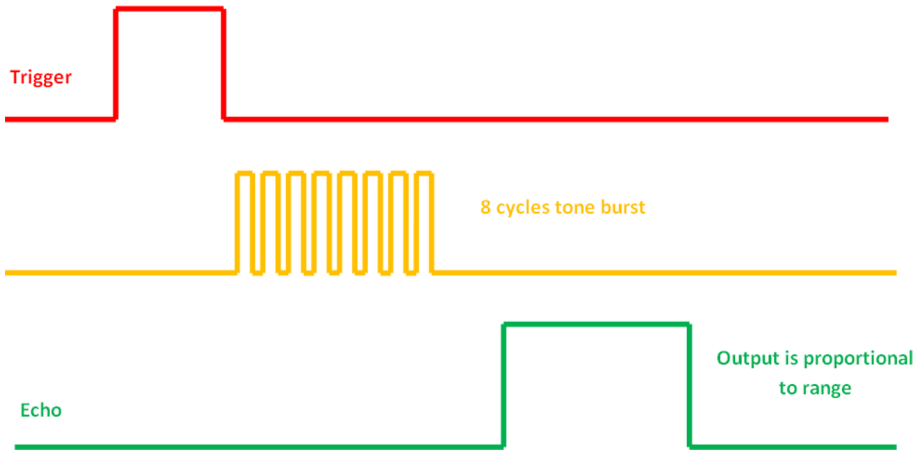 Trigger
8 cycles tone burst
Output is proportional
to range
Echo